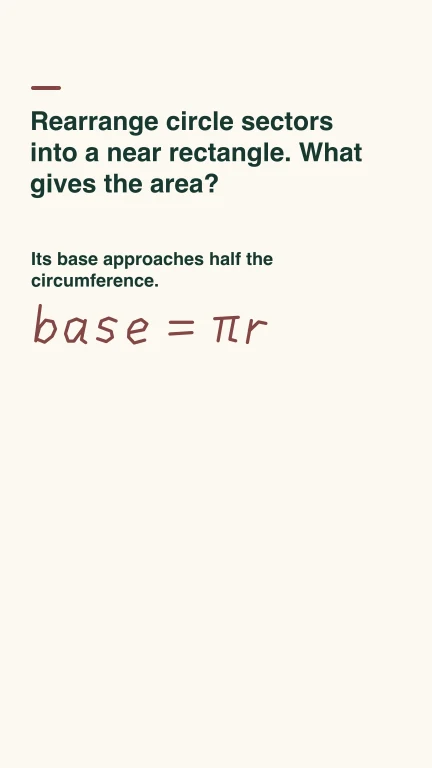 Rearrange circle sectors
into a near rectangle. What
gives the area?
Its base approaches half the
circumference.
base = πr